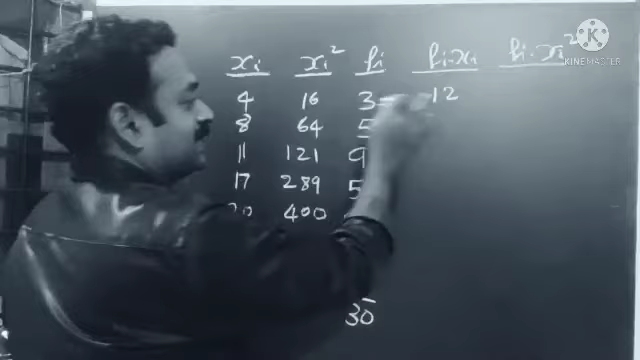 xᵢ xᵢ² fᵢ fᵢ·xᵢ fᵢ·xᵢ²
4 16 3 12
8 64 5
11 121 9
17 289 5
20 400
30
K
KINEMASTER